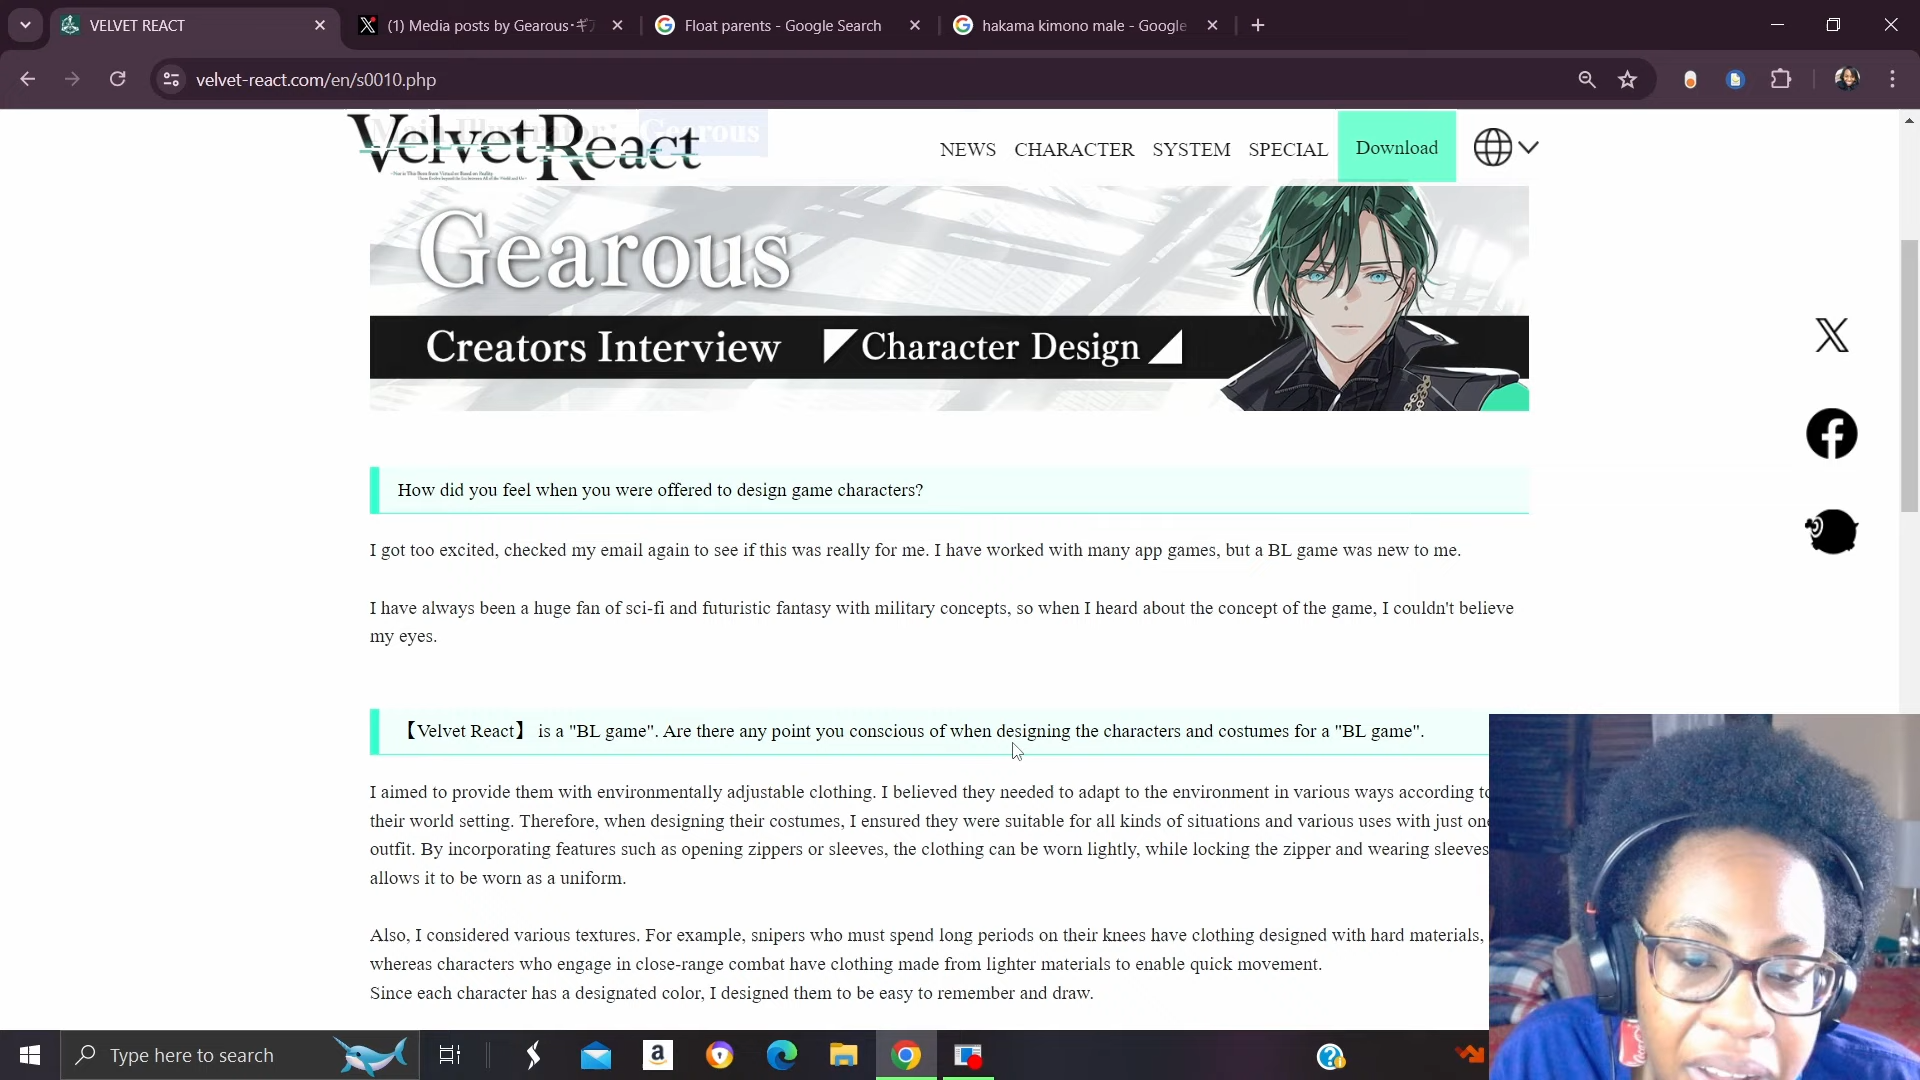 VELVET REACT
(1) Media posts by Gearous・ギア
Float parents - Google Search
hakama kimono male - Google
velvet-react.com/en/s0010.php
Main Illustrator: Gearous
VelvetReact
NEWS CHARACTER SYSTEM SPECIAL Download
Gearous
Creators Interview ◤Character Design◢
How did you feel when you were offered to design game characters?
I got too excited, checked my email again to see if this was really for me. I have worked with many app games, but a BL game was new to me.
I have always been a huge fan of sci-fi and futuristic fantasy with military concepts, so when I heard about the concept of the game, I couldn't believe
my eyes.
【Velvet React】 is a "BL game". Are there any point you conscious of when designing the characters and costumes for a "BL game".
I aimed to provide them with environmentally adjustable clothing. I believed they needed to adapt to the environment in various ways according to
their world setting. Therefore, when designing their costumes, I ensured they were suitable for all kinds of situations and various uses with just one
outfit. By incorporating features such as opening zippers or sleeves, the clothing can be worn lightly, while locking the zipper and wearing sleeves
allows it to be worn as a uniform.
Also, I considered various textures. For example, snipers who must spend long periods on their knees have clothing designed with hard materials,
whereas characters who engage in close-range combat have clothing made from lighter materials to enable quick movement.
Since each character has a designated color, I designed them to be easy to remember and draw.
Type here to search